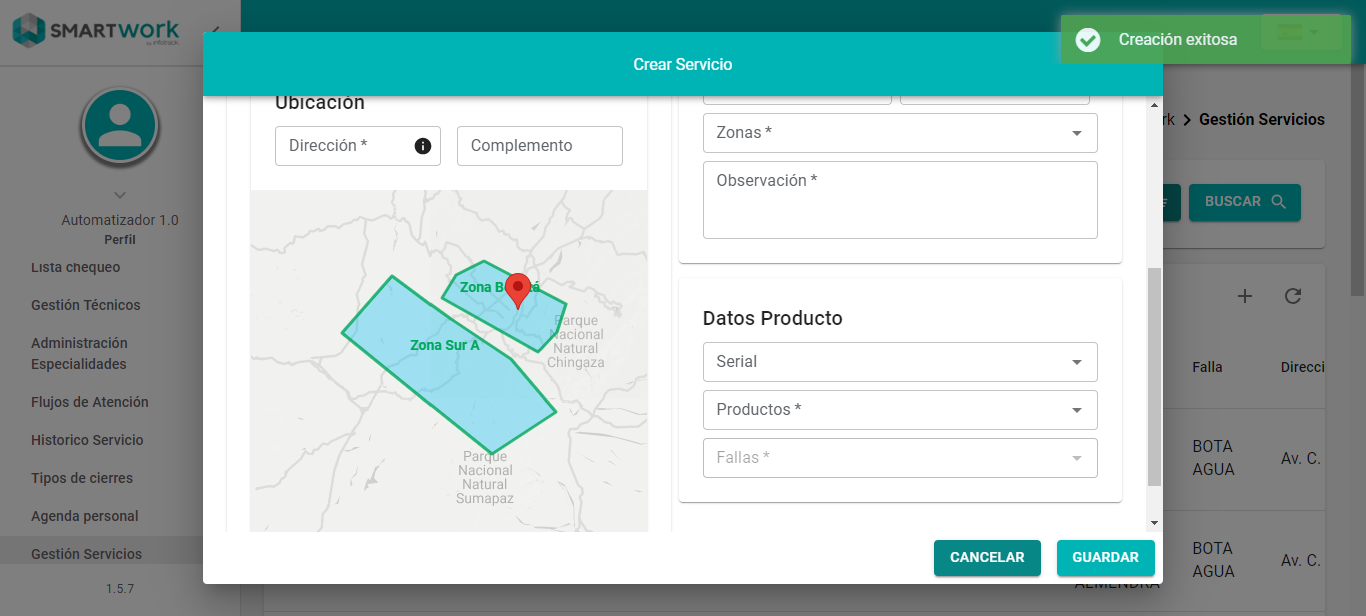 SMARTWORK
by infotrack
Creación exitosa
Crear Servicio
rk > Gestión Servicios
BUSCAR
Automatizador 1.0
Perfil
Lista chequeo
Gestión Técnicos
Administración
Especialidades
Flujos de Atención
Historico Servicio
Tipos de cierres
Agenda personal
Gestión Servicios
1.5.7
Ubicación
Dirección *
Complemento
Zona B
Zona Sur A
Parque
Nacional
Natural
Chingaza
Parque
Nacional
Natural
Sumapaz
Zonas *
Observación *
Datos Producto
Serial
Productos *
Fallas *
CANCELAR
GUARDAR
Falla
Direcci
BOTA
AGUA
Av. C.
BOTA
AGUA
Av. C.
ALMENDRA